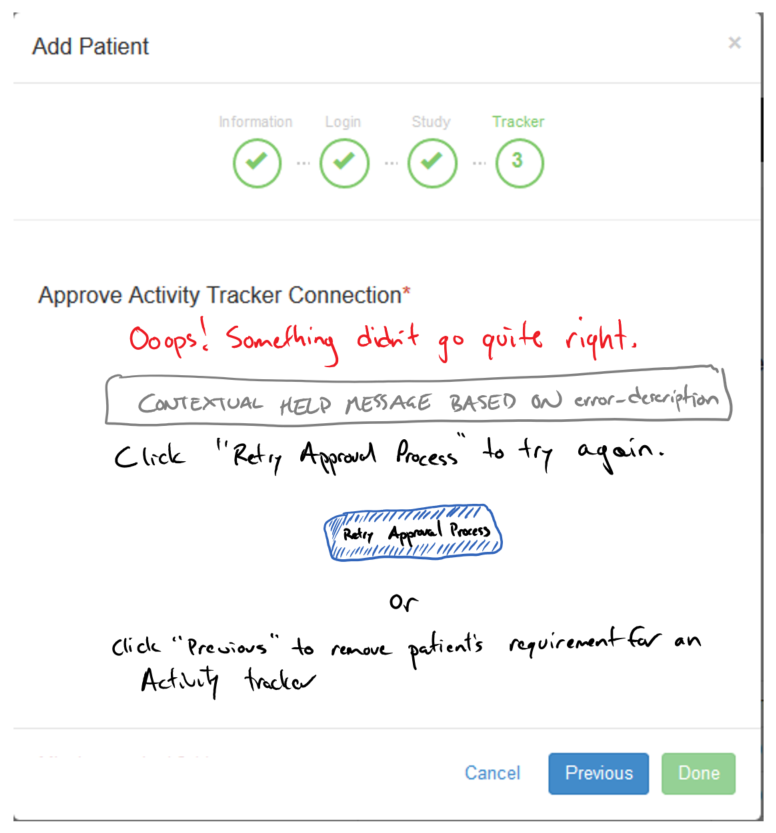 Add Patient ×
Information Login Study Tracker
3
Approve Activity Tracker Connection*
Ooops! Something didn't go quite right.
CONTEXTUAL HELP MESSAGE BASED ON error-description
Click "Retry Approval Process" to try again.
Retry Approval Process
or
Click "Previous" to remove patient's requirement for an
Activity tracker
Cancel Previous Done